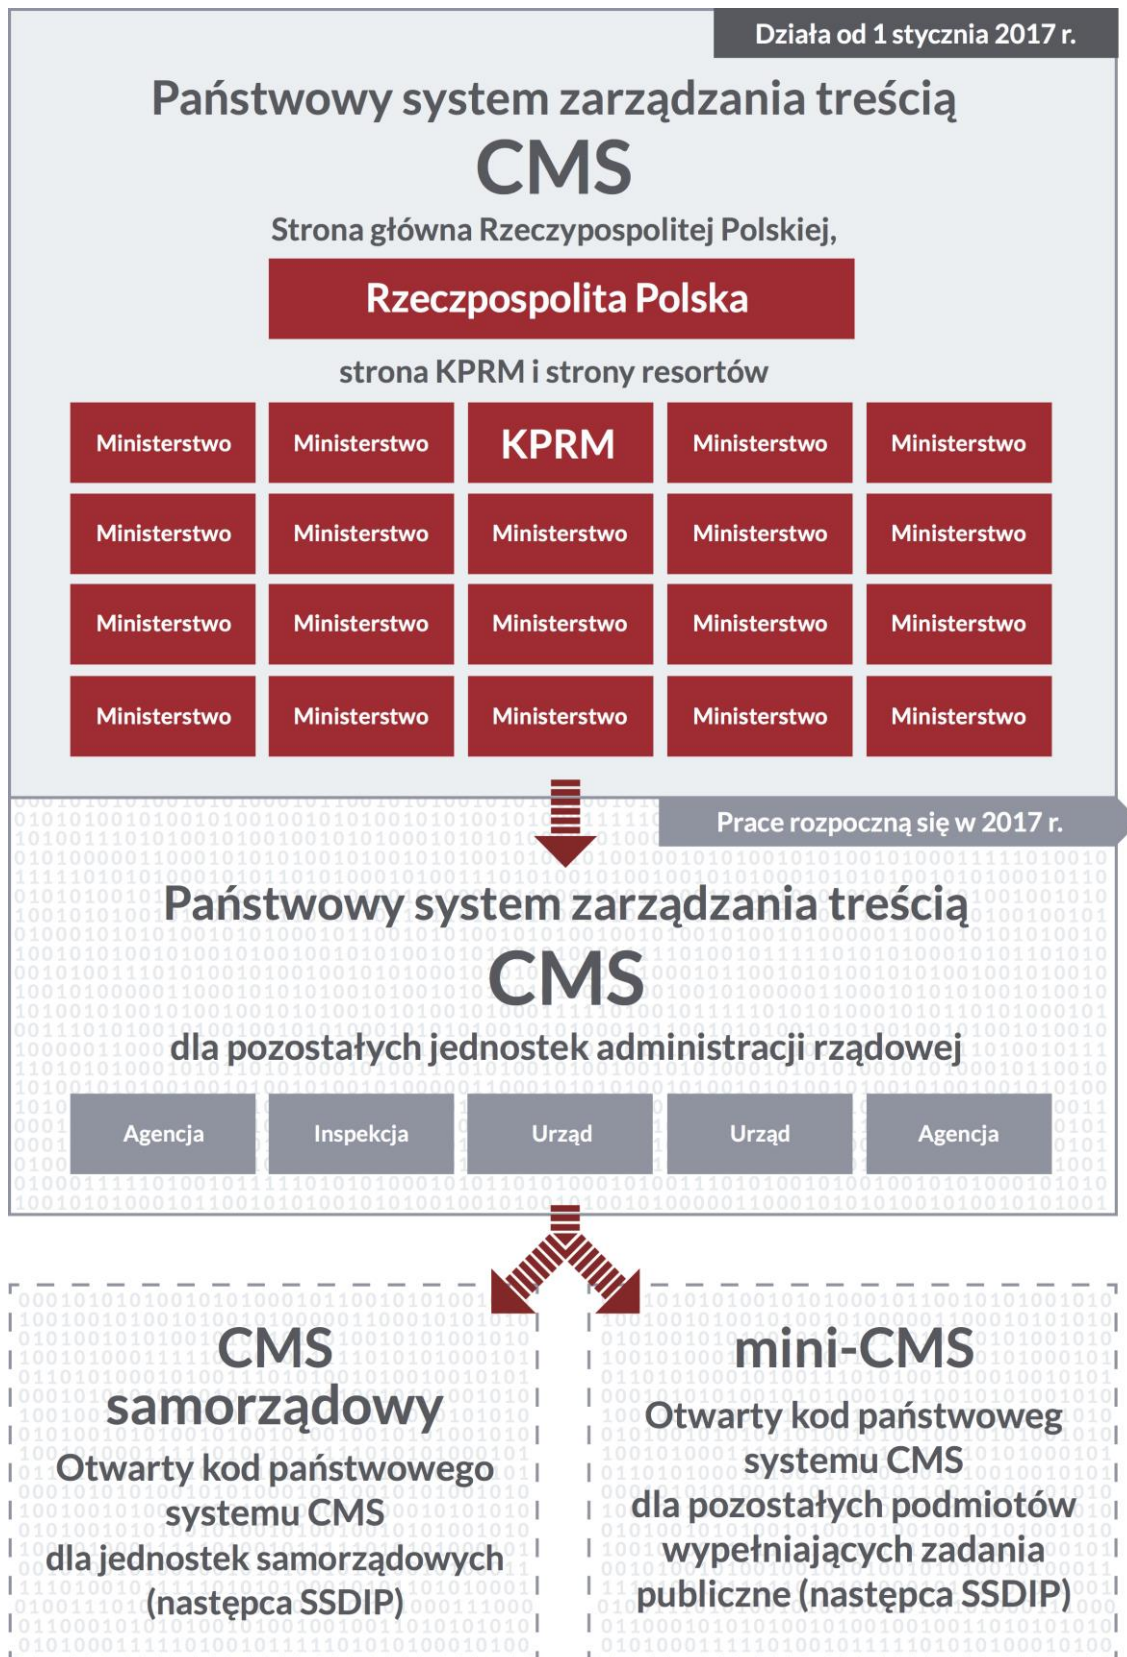 Działa od 1 stycznia 2017 r.
Państwowy system zarządzania treścią
CMS
Strona główna Rzeczypospolitej Polskiej,
Rzeczpospolita Polska
strona KPRM i strony resortów
Ministerstwo Ministerstwo KPRM Ministerstwo Ministerstwo
Ministerstwo Ministerstwo Ministerstwo Ministerstwo Ministerstwo
Ministerstwo Ministerstwo Ministerstwo Ministerstwo Ministerstwo
Ministerstwo Ministerstwo Ministerstwo Ministerstwo Ministerstwo
Prace rozpoczną się w 2017 r.
Państwowy system zarządzania treścią
CMS
dla pozostałych jednostek administracji rządowej
Agencja Inspekcja Urząd Urząd Agencja
CMS
samorządowy
Otwarty kod państwowego
systemu CMS
dla jednostek samorządowych
(następca SSDIP)
mini-CMS
Otwarty kod państwoweg
systemu CMS
dla pozostałych podmiotów
wypełniających zadania
publiczne (następca SSDIP)